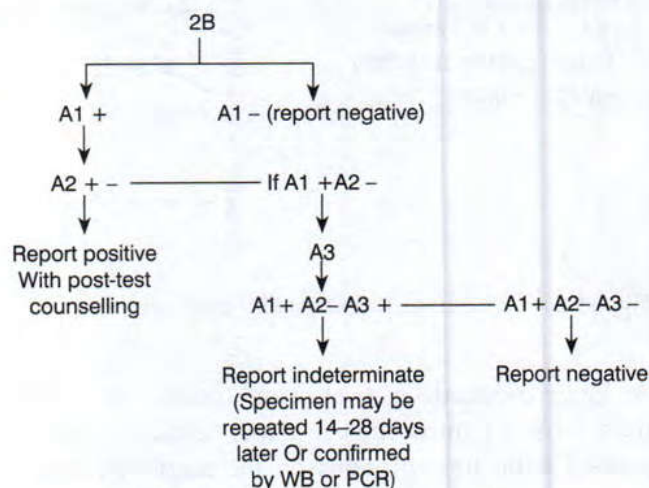 2B
A1 + A1 – (report negative)
A2 + – If A1 +A2 –
Report positive
With post-test
counselling
A3
A1+ A2– A3 + A1+ A2– A3 –
Report indeterminate
(Specimen may be
repeated 14–28 days
later Or confirmed
by WB or PCR)
Report negative